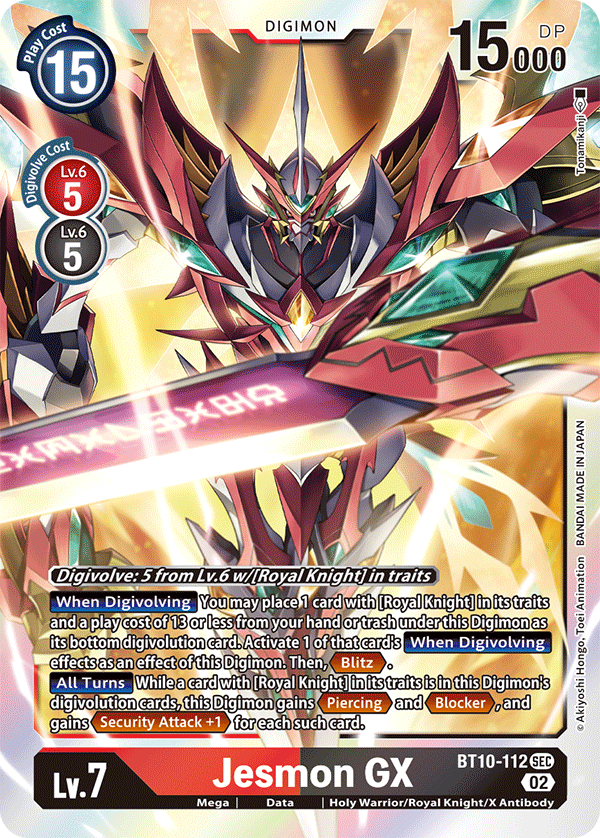 DIGIMON
Play Cost
15
15000
DP
Digivolve Cost
Lv.6
5
Lv.6
5
Tonamikanji
Digivolve: 5 from Lv.6 w/[Royal Knight] in traits
When Digivolving You may place 1 card with [Royal Knight] in its traits
and a play cost of 13 or less from your hand or trash under this Digimon as
its bottom digivolution card. Activate 1 of that card's When Digivolving
effects as an effect of this Digimon. Then, Blitz .
All Turns While a card with [Royal Knight] in its traits is in this Digimon's
digivolution cards, this Digimon gains Piercing and Blocker , and
gains Security Attack +1 for each such card.
© Akiyoshi Hongo, Toei Animation BANDAI MADE IN JAPAN
Lv.7
Jesmon GX
BT10-112 SEC
02
Mega | Data | Holy Warrior/Royal Knight/X Antibody